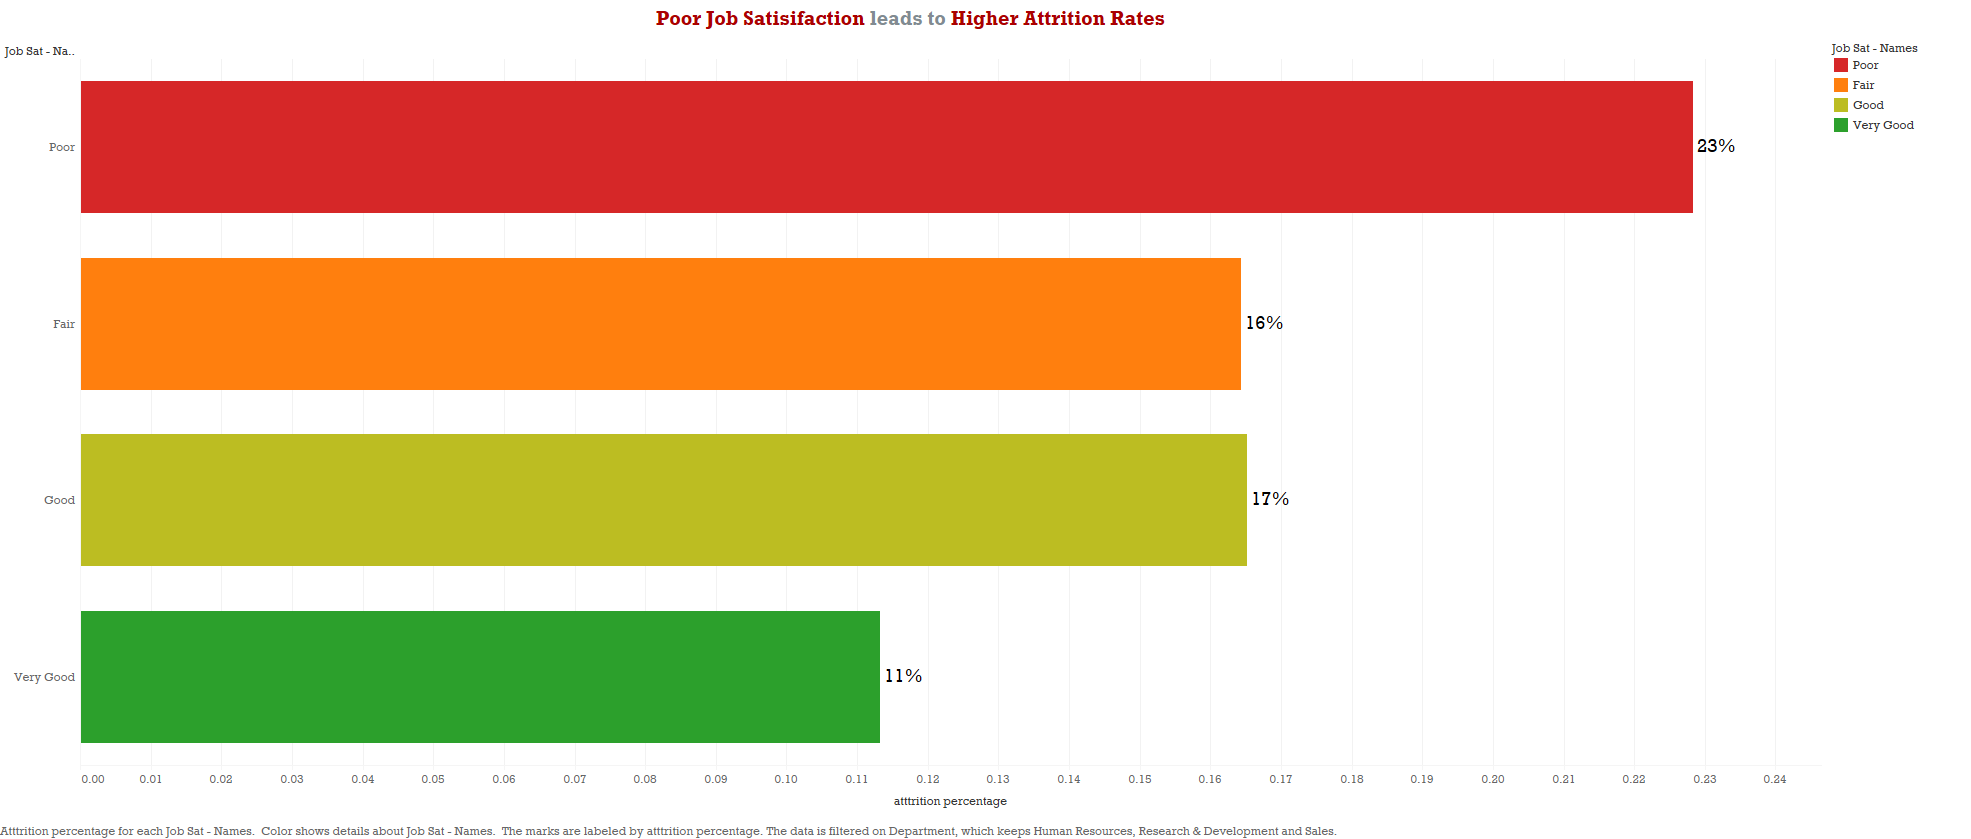 Poor Job Satisifaction leads to Higher Attrition Rates
Job Sat - Na..
Job Sat - Names
Poor
Fair
Good
Very Good
Poor
23%
Fair
16%
Good
17%
Very Good
11%
0.00 0.01 0.02 0.03 0.04 0.05 0.06 0.07 0.08 0.09 0.10 0.11 0.12 0.13 0.14 0.15 0.16 0.17 0.18 0.19 0.20 0.21 0.22 0.23 0.24
atttrition percentage
Atttrition percentage for each Job Sat - Names.  Color shows details about Job Sat - Names.  The marks are labeled by atttrition percentage. The data is filtered on Department, which keeps Human Resources, Research & Development and Sales.